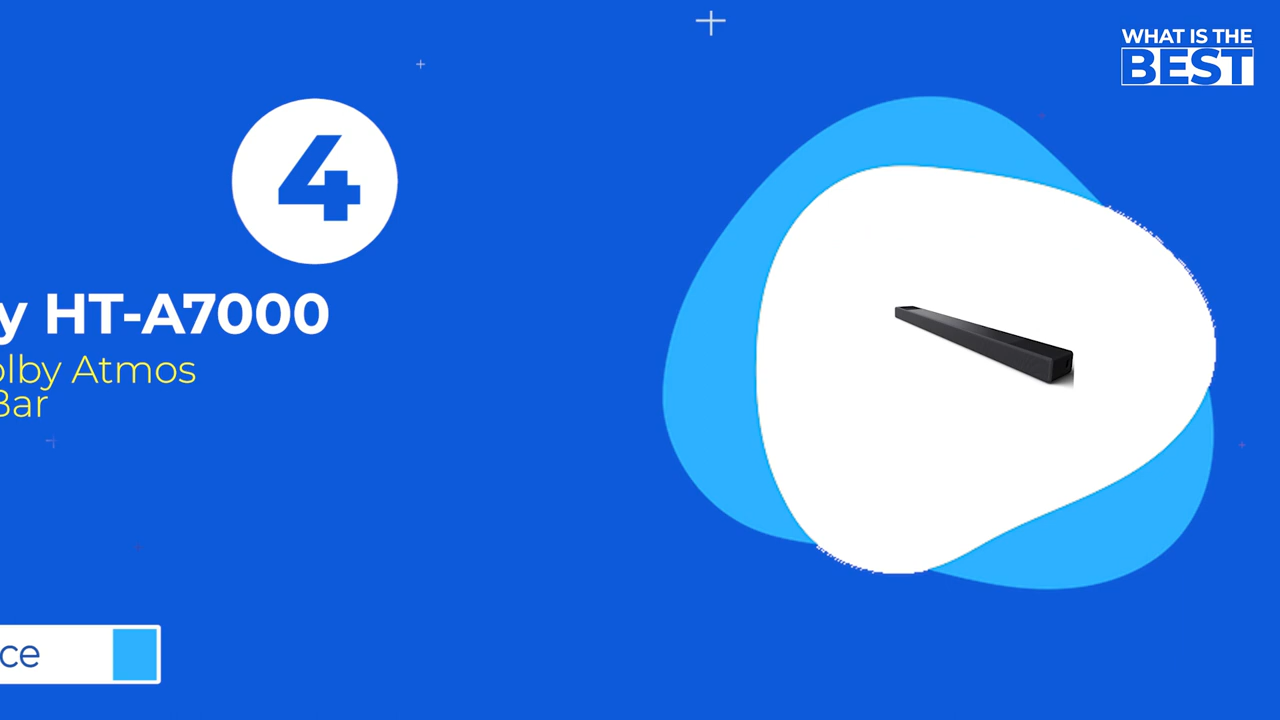 WHAT IS THE
BEST
4
y HT-A7000
olby Atmos
Bar
ce